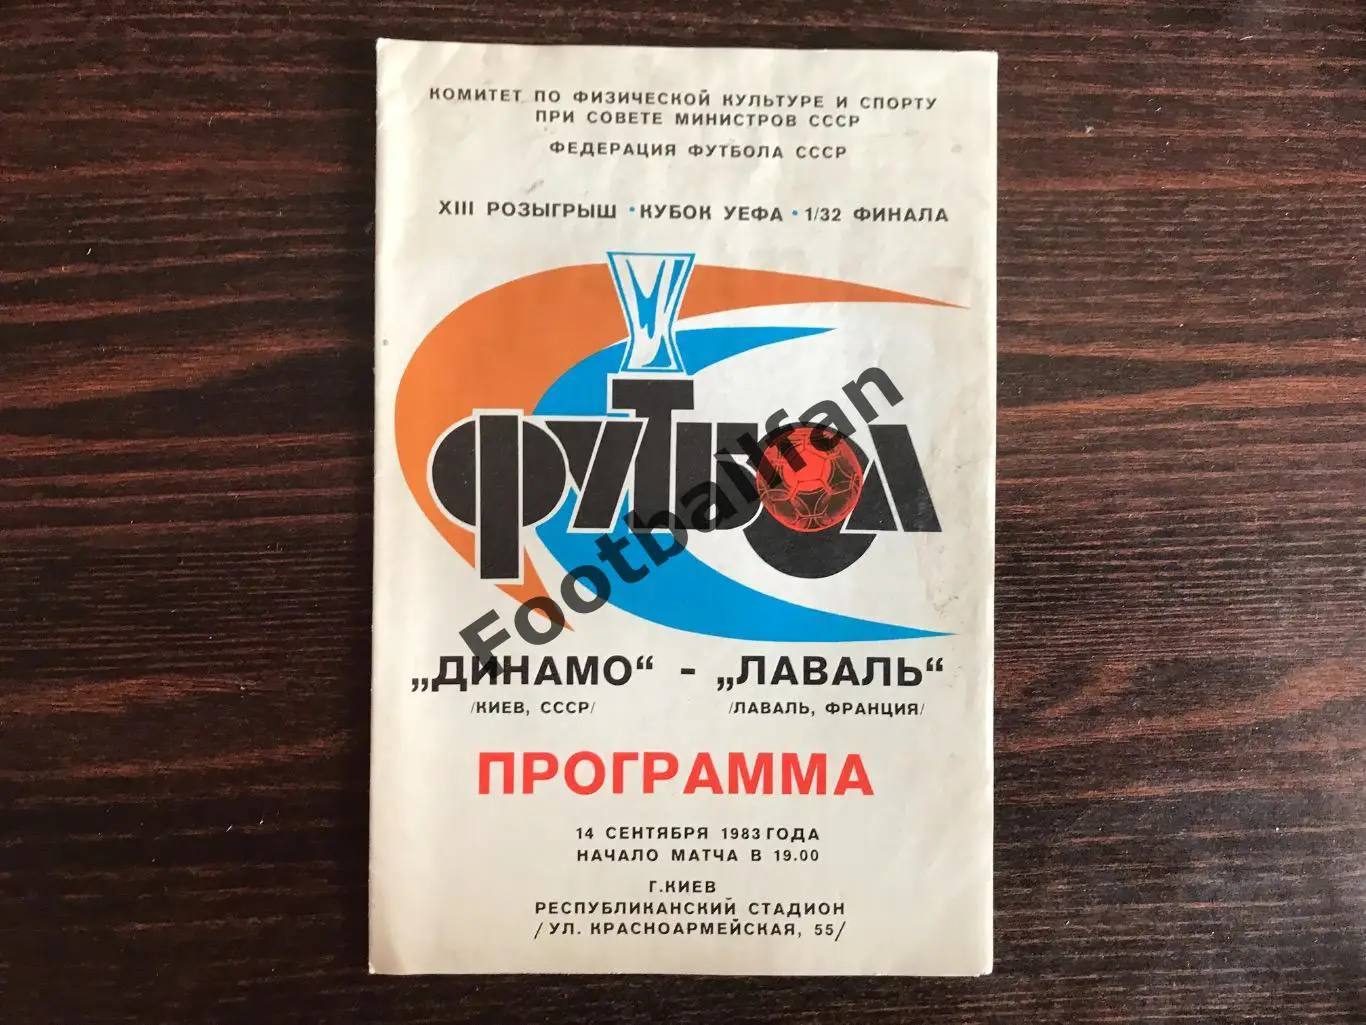 КОМИТЕТ ПО ФИЗИЧЕСКОЙ КУЛЬТУРЕ И СПОРТУ
ПРИ СОВЕТЕ МИНИСТРОВ СССР
ФЕДЕРАЦИЯ ФУТБОЛА СССР
XIII РОЗЫГРЫШ • КУБОК УЕФА • 1/32 ФИНАЛА
ФУТБОЛ
Footballfan
„ДИНАМО“ - „ЛАВАЛЬ“
/КИЕВ, СССР/ /ЛАВАЛЬ, ФРАНЦИЯ/
ПРОГРАММА
14 СЕНТЯБРЯ 1983 ГОДА
НАЧАЛО МАТЧА В 19.00
Г.КИЕВ
РЕСПУБЛИКАНСКИЙ СТАДИОН
/УЛ. КРАСНОАРМЕЙСКАЯ, 55/